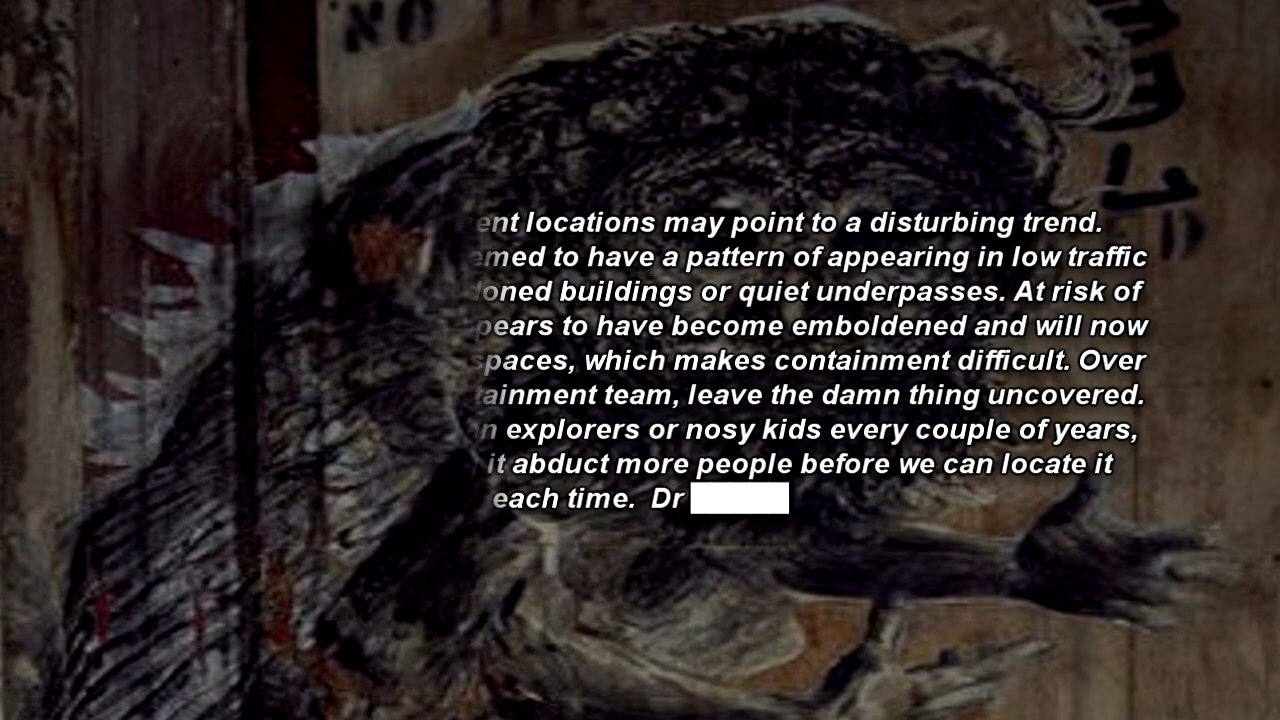 ent locations may point to a disturbing trend.
emed to have a pattern of appearing in low traffic
oned buildings or quiet underpasses. At risk of
pears to have become emboldened and will now
spaces, which makes containment difficult. Over
tainment team, leave the damn thing uncovered.
n explorers or nosy kids every couple of years,
it abduct more people before we can locate it
each time. Dr